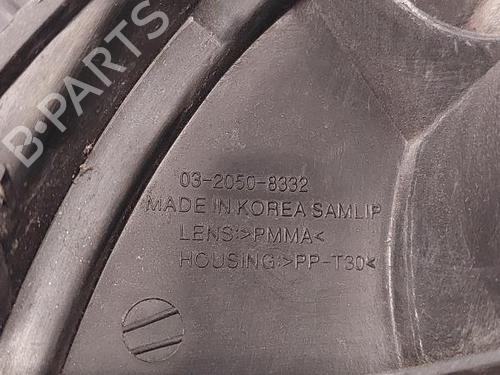 B-PARTS
03-2050-8332
MADE IN KOREA SAMLIP
LENS:>PMMA<
HOUSING:>PP-T30<